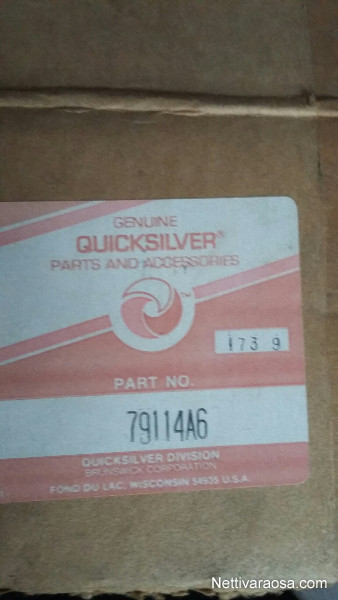 GENUINE
QUICKSILVER®
PARTS AND ACCESSORIES
™
173 9
PART NO.
79114A6
QUICKSILVER DIVISION
BRUNSWICK CORPORATION
FOND DU LAC, WISCONSIN 54935 U.S.A.
Nettivaraosa.com